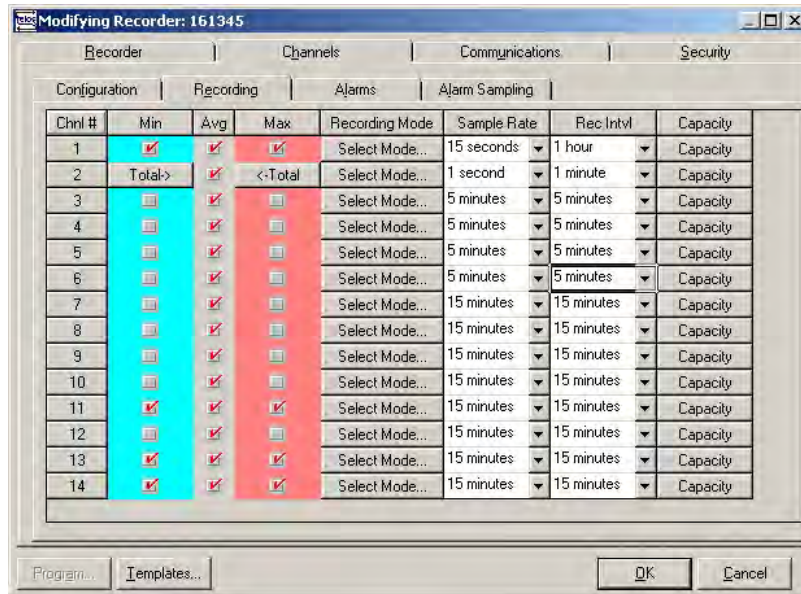 telog Modifying Recorder: 161345
Recorder Channels Communications Security
Configuration Recording Alarms Alarm Sampling
Chnl # Min Avg Max Recording Mode Sample Rate Rec Intvl Capacity
1 Select Mode... 15 seconds 1 hour Capacity
2 Total-> <-Total Select Mode... 1 second 1 minute Capacity
3 Select Mode... 5 minutes 5 minutes Capacity
4 Select Mode... 5 minutes 5 minutes Capacity
5 Select Mode... 5 minutes 5 minutes Capacity
6 Select Mode... 5 minutes 5 minutes Capacity
7 Select Mode... 15 minutes 15 minutes Capacity
8 Select Mode... 15 minutes 15 minutes Capacity
9 Select Mode... 15 minutes 15 minutes Capacity
10 Select Mode... 15 minutes 15 minutes Capacity
11 Select Mode... 15 minutes 15 minutes Capacity
12 Select Mode... 15 minutes 15 minutes Capacity
13 Select Mode... 15 minutes 15 minutes Capacity
14 Select Mode... 15 minutes 15 minutes Capacity
Program... Templates... OK Cancel